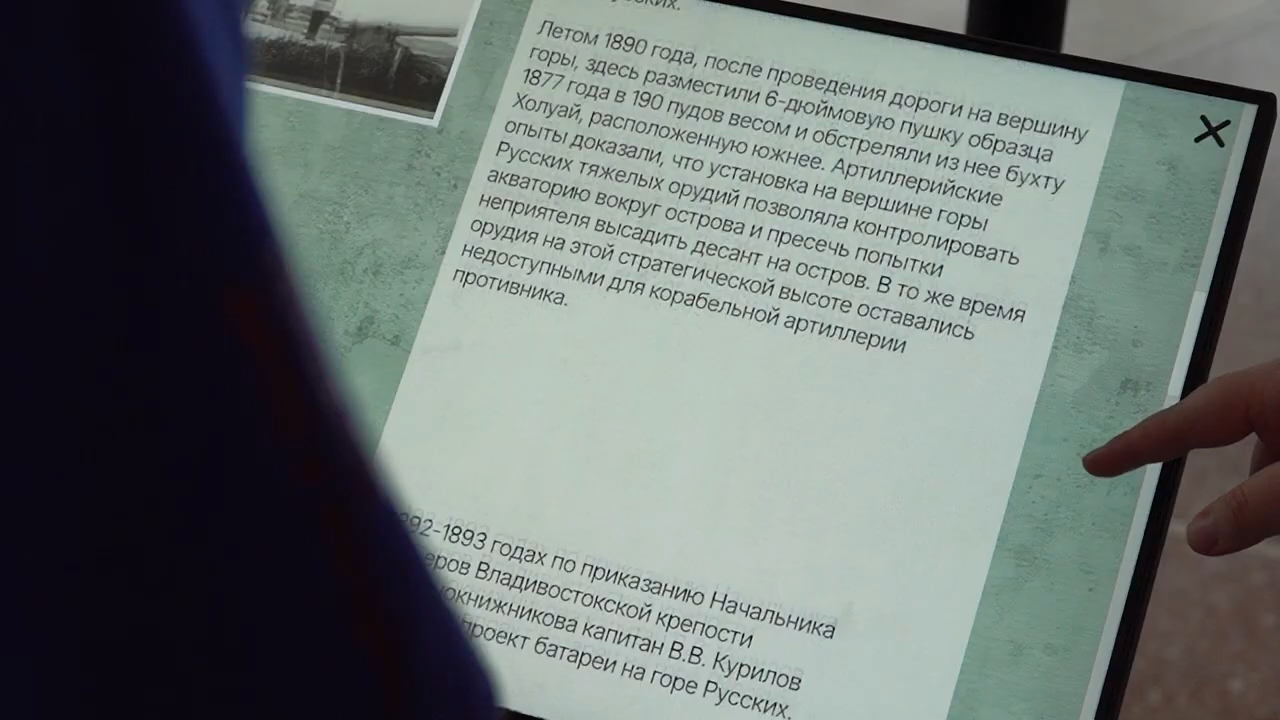 Летом 1890 года, после проведения дороги на вершину
горы, здесь разместили 6-дюймовую пушку образца
1877 года в 190 пудов весом и обстреляли из нее бухту
Холуай, расположенную южнее. Артиллерийские
опыты доказали, что установка на вершине горы
Русских тяжелых орудий позволяла контролировать
акваторию вокруг острова и пресечь попытки
неприятеля высадить десант на остров. В то же время
орудия на этой стратегической высоте оставались
недоступными для корабельной артиллерии
противника.
годах по приказанию Начальника
Владивостокской крепости
капитан В.В. Курилов
проект батареи на горе Русских.